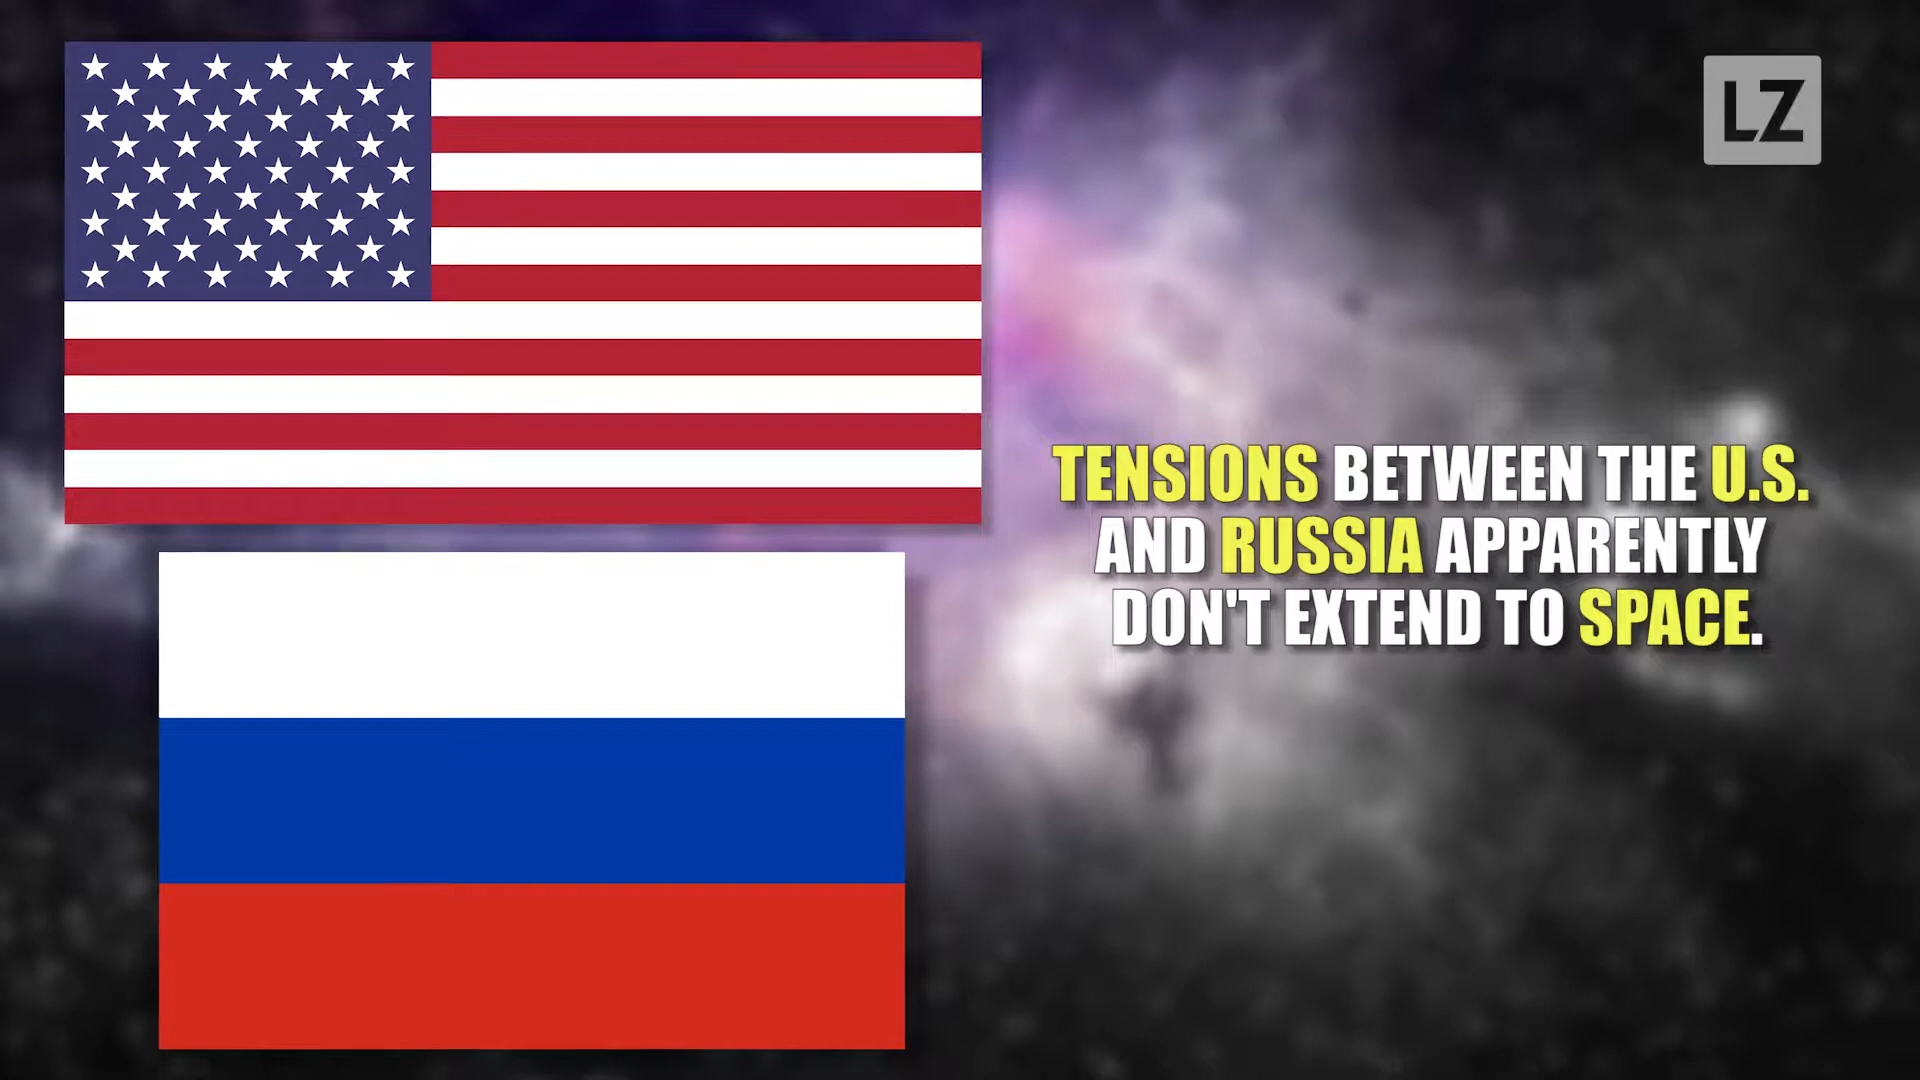 LZ
TENSIONS BETWEEN THE U.S.
AND RUSSIA APPARENTLY
DON'T EXTEND TO SPACE.